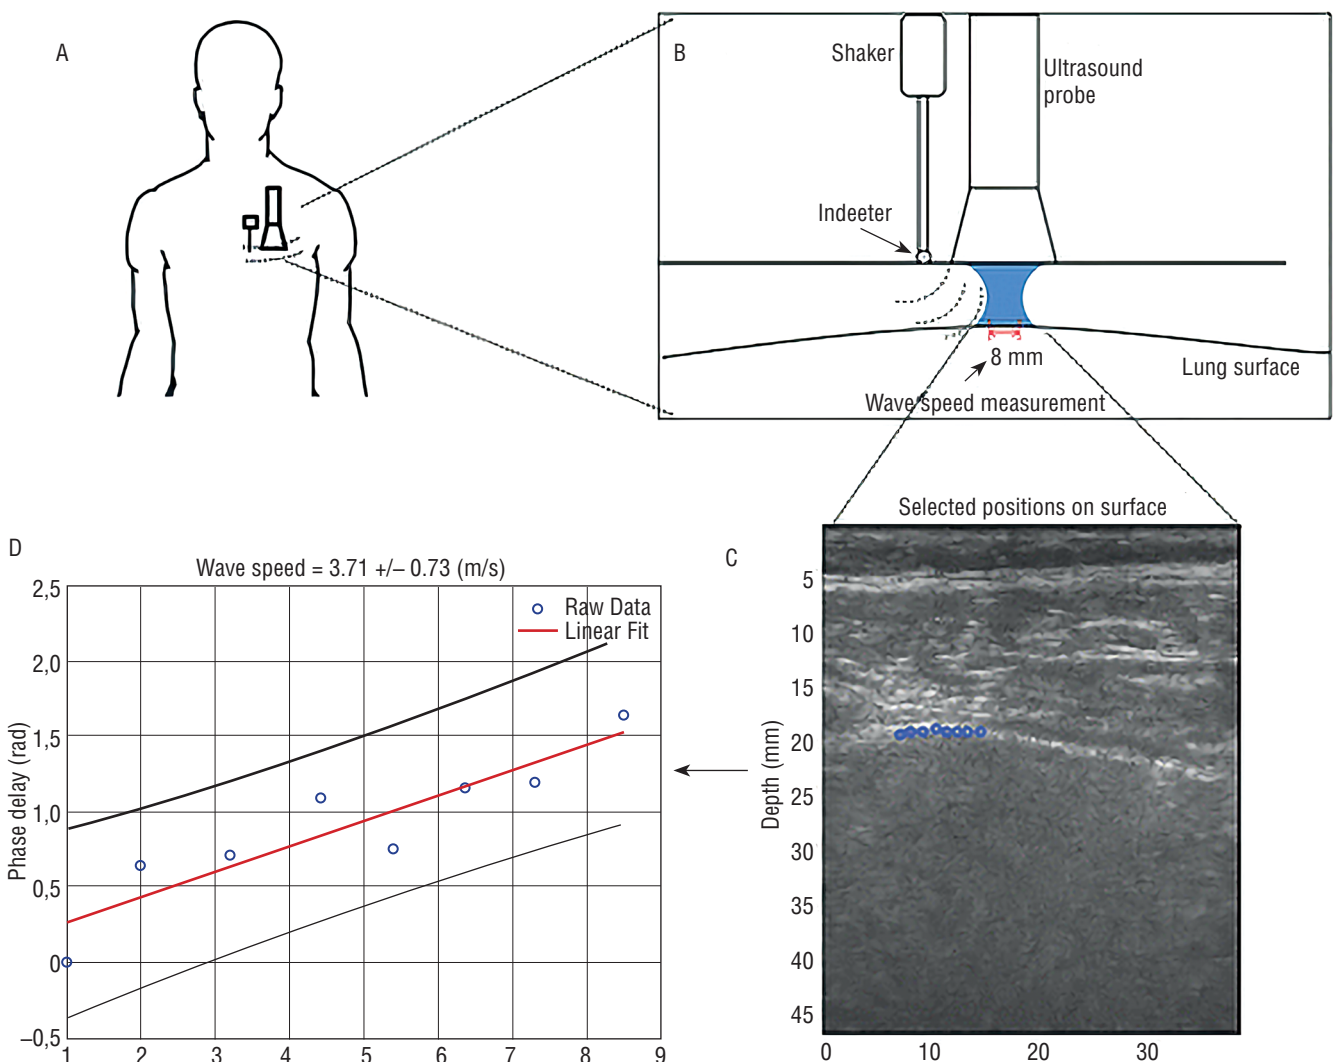 A
B
Shaker
Ultrasound
probe
Indeeter
8 mm
Lung surface
Wave speed measurement
Selected positions on surface
C
5
10
15
20
25
30
35
40
45
Depth (mm)
0
10
20
30
D
Wave speed = 3.71 +/– 0.73 (m/s)
Raw Data
Linear Fit
2,5
2,0
1.5
1,0
0,5
0
–0,5
Phase delay (rad)
1
2
3
4
5
6
7
8
9